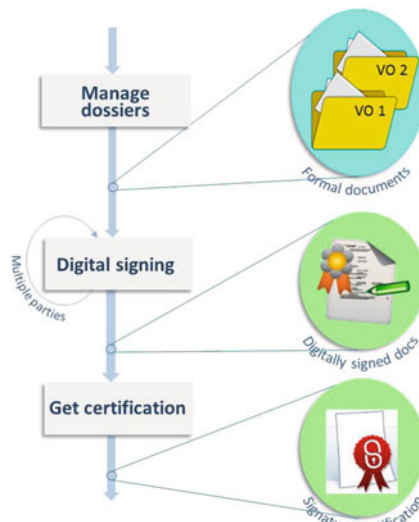 Manage
dossiers
VO 2
VO 1
Formal documents
Multiple parties
Digital signing
Digitally signed docs
Get certification